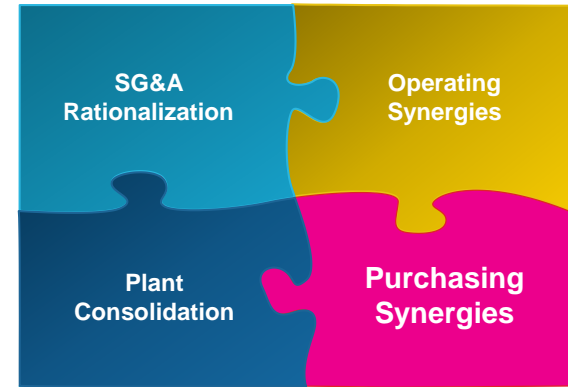 SG&A
Rationalization
Operating
Synergies
Plant
Consolidation
Purchasing
Synergies